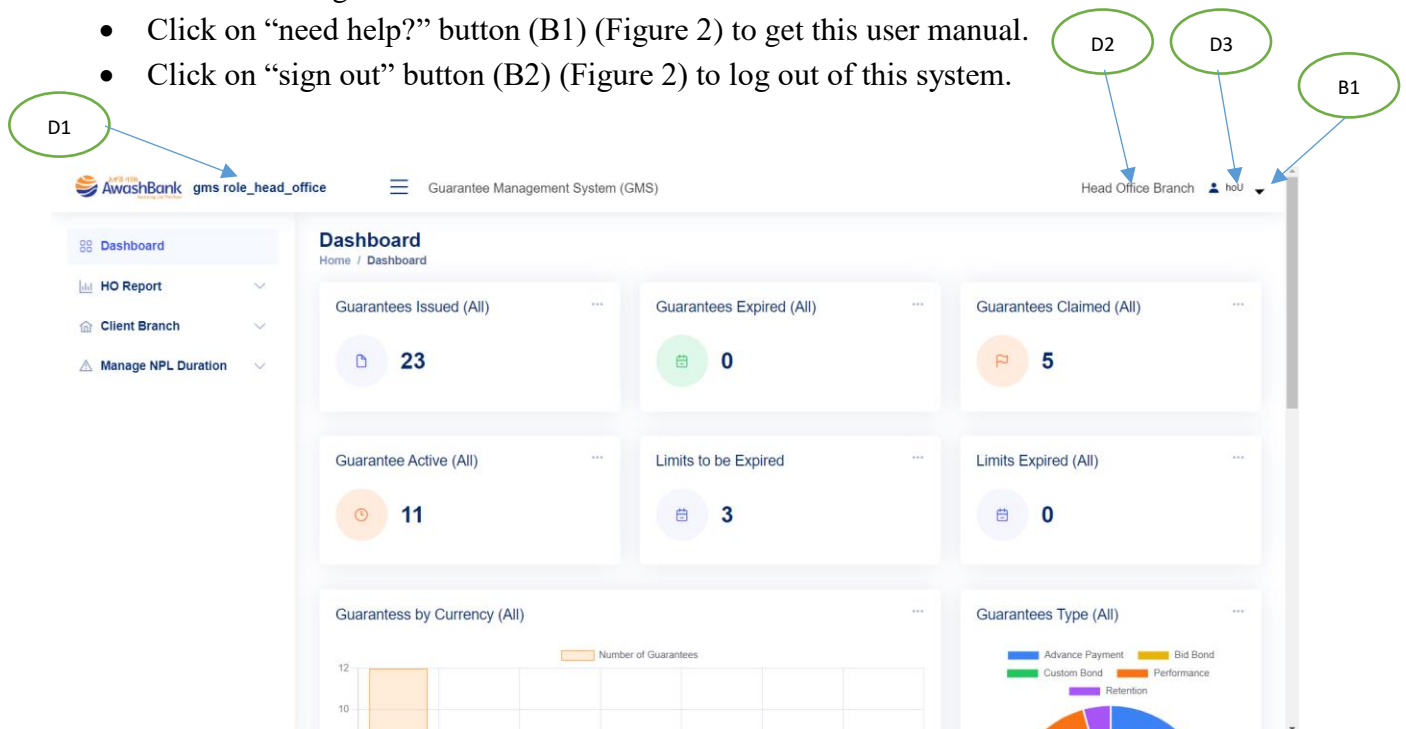 ● Click on “need help?” button (B1) (Figure 2) to get this user manual.
● Click on “sign out” button (B2) (Figure 2) to log out of this system.
D2
D3
B1
D1
AwashBank gms role_head_office
Guarantee Management System (GMS)
Head Office Branch
hoU
Dashboard
HO Report
Client Branch
Manage NPL Duration
Dashboard
Home / Dashboard
Guarantees Issued (All)
23
Guarantees Expired (All)
0
Guarantees Claimed (All)
5
Guarantee Active (All)
11
Limits to be Expired
3
Limits Expired (All)
0
Guarantess by Currency (All)
Number of Guarantees
12
10
Guarantees Type (All)
Advance Payment Bid Bond
Custom Bond Performance
Retention